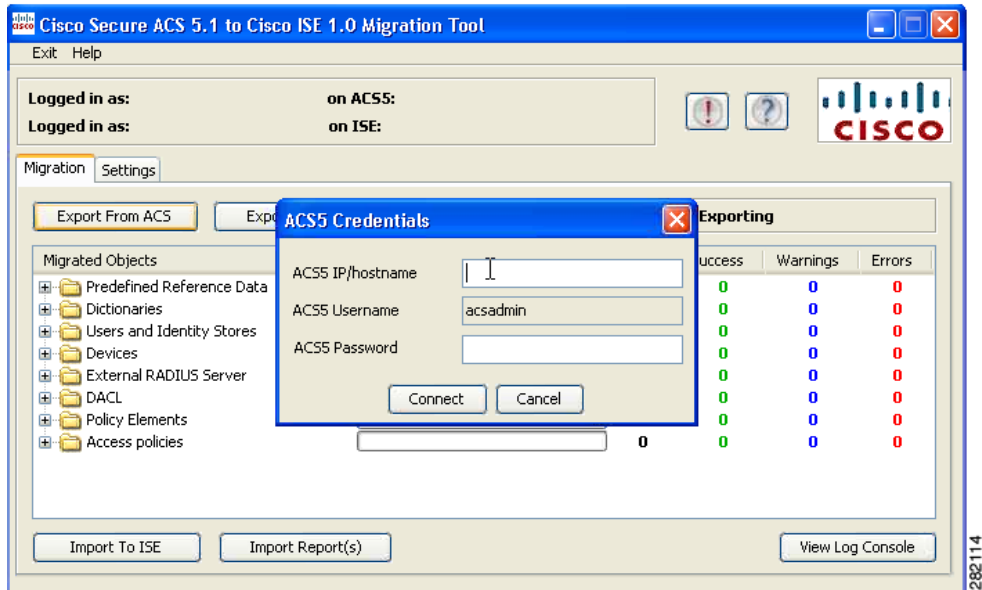 Cisco Secure ACS 5.1 to Cisco ISE 1.0 Migration Tool
Exit Help
Logged in as: on ACS5:
Logged in as: on ISE:
CISCO
Migration Settings
Export From ACS Expo
Exporting
ACS5 Credentials
ACS5 IP/hostname
ACS5 Username acsadmin
ACS5 Password
Connect Cancel
Migrated Objects uccess Warnings Errors
Predefined Reference Data 0 0 0
Dictionaries 0 0 0
Users and Identity Stores 0 0 0
Devices 0 0 0
External RADIUS Server 0 0 0
DACL 0 0 0
Policy Elements 0 0 0
Access policies 0 0 0 0
Import To ISE Import Report(s) View Log Console
282114